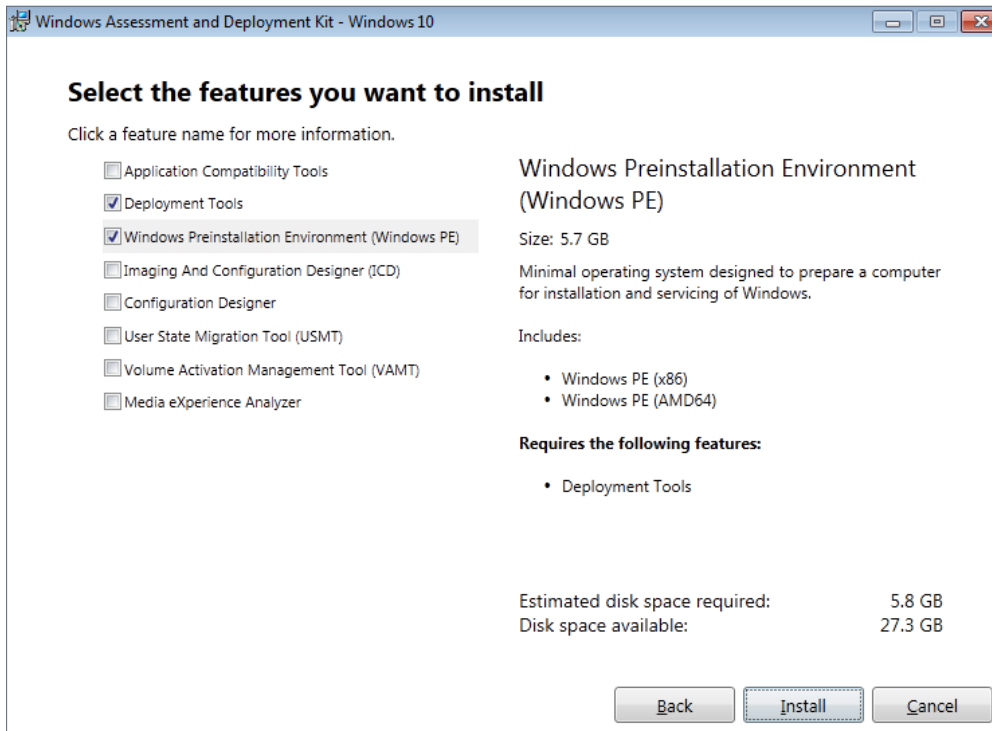 Windows Assessment and Deployment Kit - Windows 10
Select the features you want to install
Click a feature name for more information.
Application Compatibility Tools
Deployment Tools
Windows Preinstallation Environment (Windows PE)
Imaging And Configuration Designer (ICD)
Configuration Designer
User State Migration Tool (USMT)
Volume Activation Management Tool (VAMT)
Media eXperience Analyzer
Windows Preinstallation Environment
(Windows PE)
Size: 5.7 GB
Minimal operating system designed to prepare a computer
for installation and servicing of Windows.
Includes:
• Windows PE (x86)
• Windows PE (AMD64)
Requires the following features:
• Deployment Tools
Estimated disk space required: 5.8 GB
Disk space available: 27.3 GB
Back Install Cancel